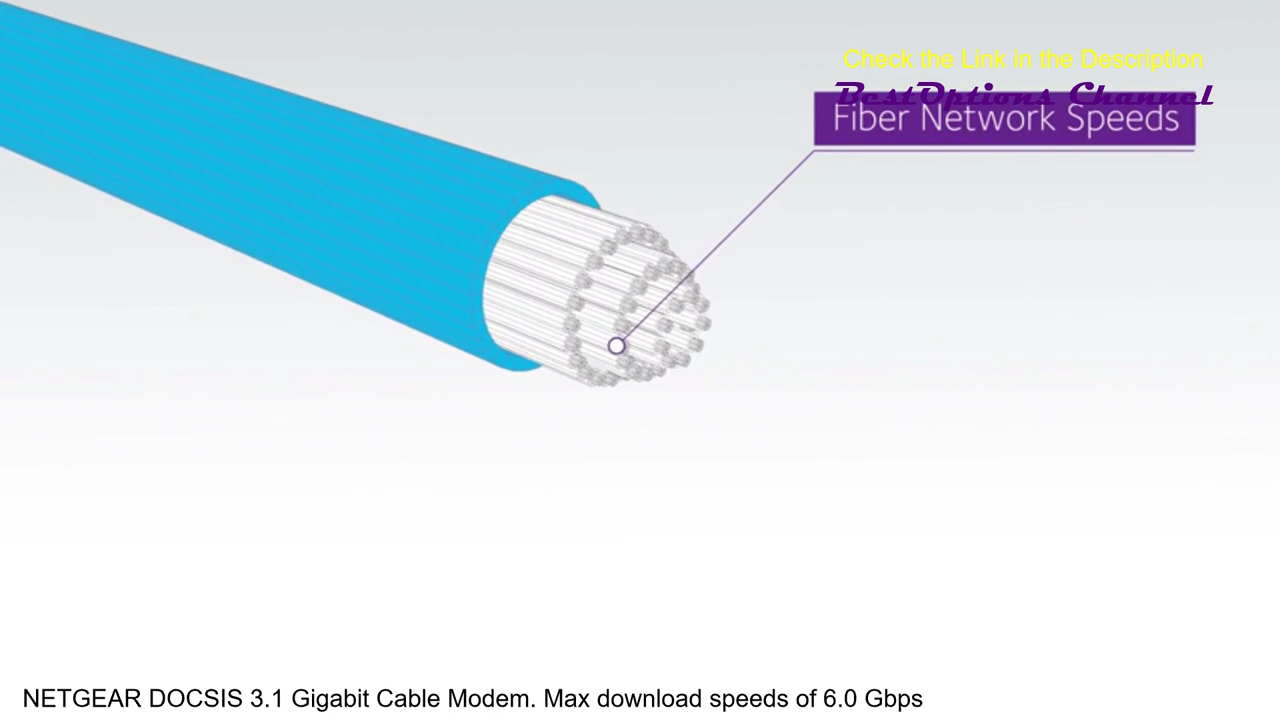 Check the Link in the Description
BestOptions Channel
Fiber Network Speeds
NETGEAR DOCSIS 3.1 Gigabit Cable Modem. Max download speeds of 6.0 Gbps